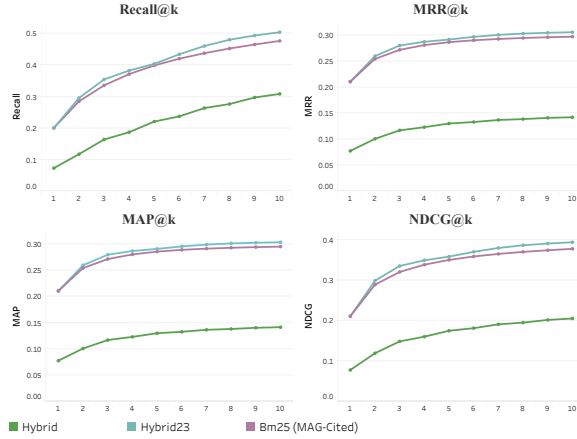 Recall@k
Recall
0.5
0.4
0.3
0.2
0.1
0.0
1 2 3 4 5 6 7 8 9 10
MRR@k
MRR
0.30
0.25
0.20
0.15
0.10
0.05
0.00
1 2 3 4 5 6 7 8 9 10
MAP@k
MAP
0.30
0.25
0.20
0.15
0.10
0.05
0.00
1 2 3 4 5 6 7 8 9 10
NDCG@k
NDCG
0.4
0.3
0.2
0.1
0.0
1 2 3 4 5 6 7 8 9 10
Hybrid Hybrid23 Bm25 (MAG-Cited)